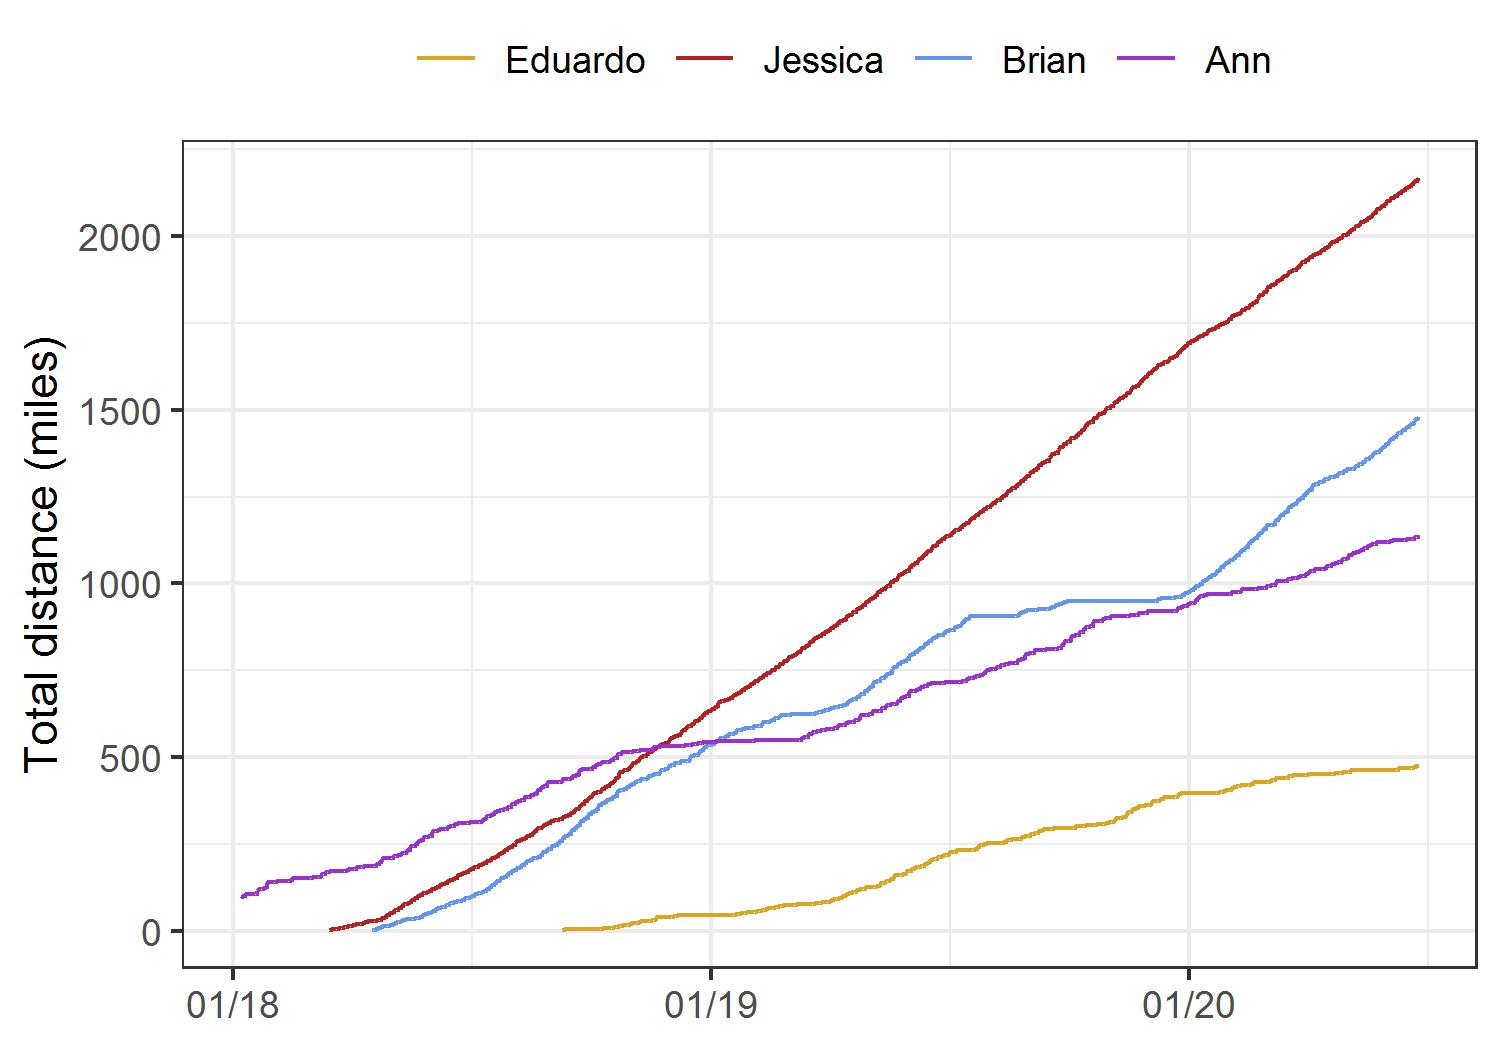 Eduardo Jessica Brian Ann
Total distance (miles)
2000
1500
1000
500
0
01/18 01/19 01/20